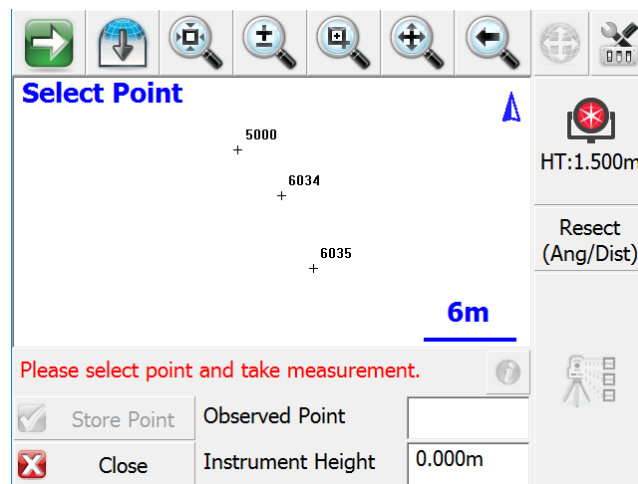 Select Point
5000
6034
6035
6m
HT:1.500m
Resect
(Ang/Dist)
Please select point and take measurement.
Store Point
Observed Point
Close
Instrument Height
0.000m